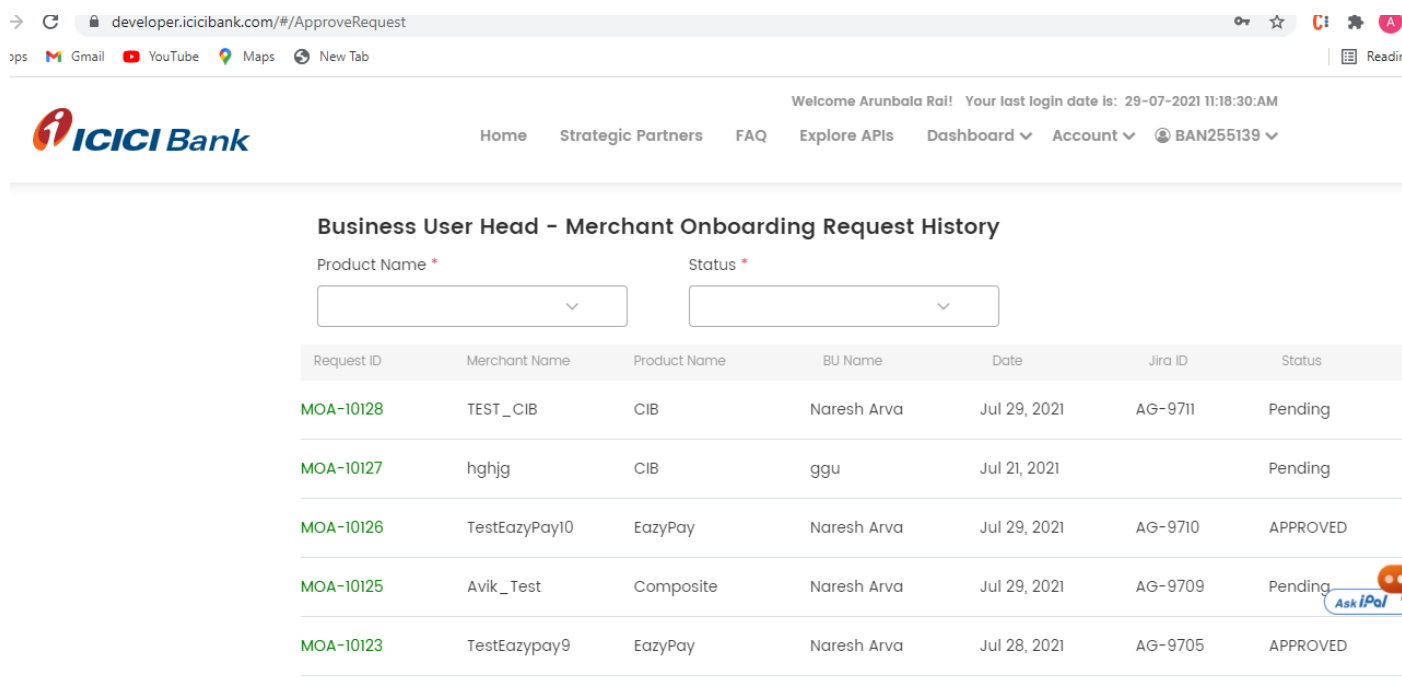 developer.icicibank.com/#/ApproveRequest
Gmail YouTube Maps New Tab
Welcome Arunbala Rai! Your last login date is: 29-07-2021 11:18:30:AM
ICICI Bank Home Strategic Partners FAQ Explore APIs Dashboard Account BAN255139
Business User Head - Merchant Onboarding Request History
Product Name * Status *
Request ID Merchant Name Product Name BU Name Date Jira ID Status
MOA-10128 TEST_CIB CIB Naresh Arva Jul 29, 2021 AG-9711 Pending
MOA-10127 hghjg CIB ggu Jul 21, 2021 Pending
MOA-10126 TestEazyPay10 EazyPay Naresh Arva Jul 29, 2021 AG-9710 APPROVED
MOA-10125 Avik_Test Composite Naresh Arva Jul 29, 2021 AG-9709 Pending
Ask iPal
MOA-10123 TestEazypay9 EazyPay Naresh Arva Jul 28, 2021 AG-9705 APPROVED